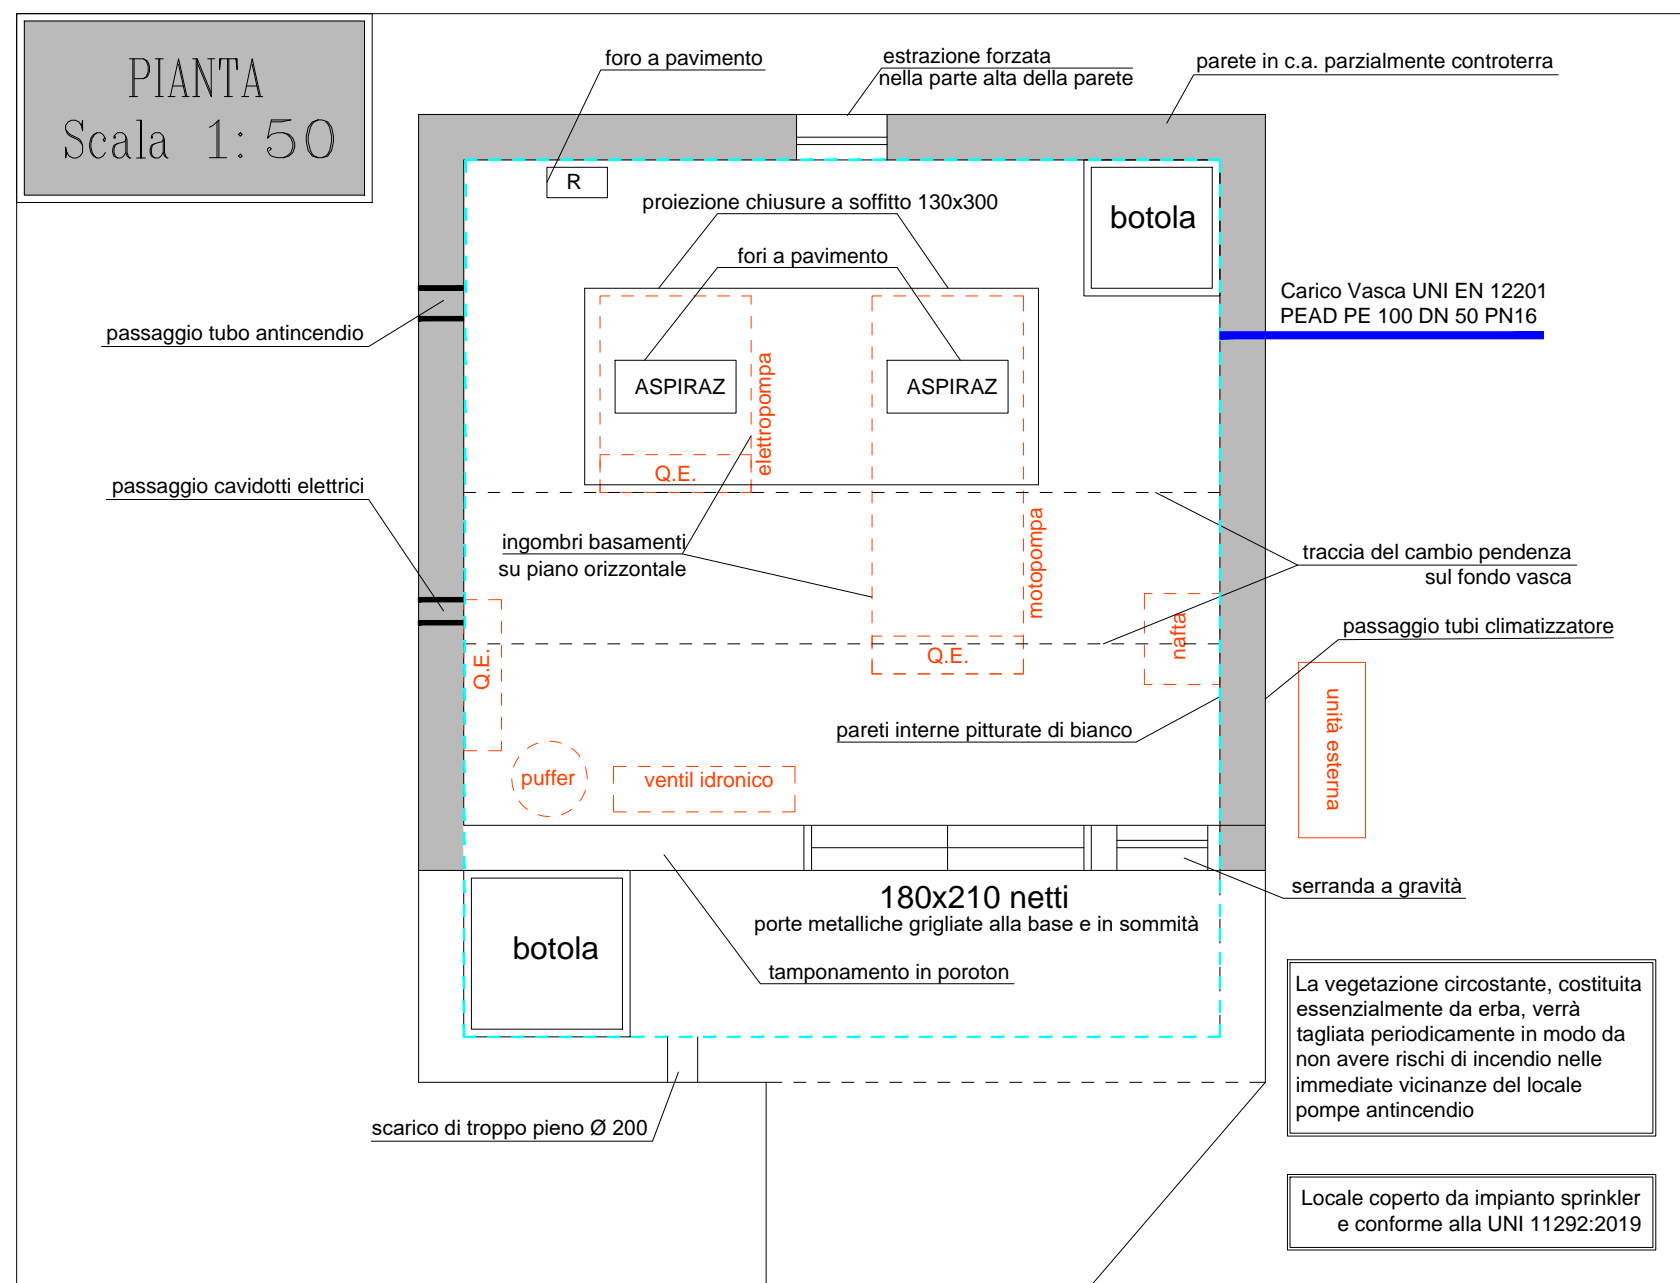 PIANTA
Scala 1:50
foro a pavimento
estrazione forzata
nella parte alta della parete
parete in c.a. parzialmente controterra
R
proiezione chiusure a soffitto 130x300
botola
fori a pavimento
Carico Vasca UNI EN 12201
PEAD PE 100 DN 50 PN16
passaggio tubo antincendio
ASPIRAZ
ASPIRAZ
elettropompa
Q.E.
passaggio cavidotti elettrici
motopompa
ingombri basamenti
su piano orizzontale
traccia del cambio pendenza
sul fondo vasca
nafta
passaggio tubi climatizzatore
Q.E.
Q.E.
unità esterna
pareti interne pitturate di bianco
puffer
ventil idronico
serranda a gravità
180x210 netti
porte metalliche grigliate alla base e in sommità
botola
tamponamento in poroton
La vegetazione circostante, costituita
essenzialmente da erba, verrà
tagliata periodicamente in modo da
non avere rischi di incendio nelle
immediate vicinanze del locale
pompe antincendio
scarico di troppo pieno Ø 200
Locale coperto da impianto sprinkler
e conforme alla UNI 11292:2019